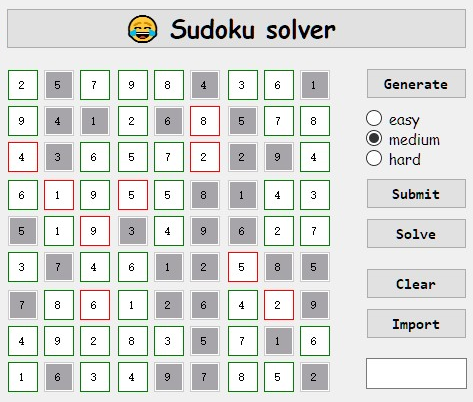 😂 Sudoku solver
2 5 7 9 8 4 3 6 1
9 4 1 2 6 8 5 7 8
4 3 6 5 7 2 2 9 4
6 1 9 5 5 8 1 4 3
5 1 9 3 4 9 6 2 7
3 7 4 6 1 2 5 8 5
7 8 6 1 2 6 4 2 9
4 9 2 8 3 5 7 1 6
1 6 3 4 9 7 8 5 2
Generate
easy
medium
hard
Submit
Solve
Clear
Import